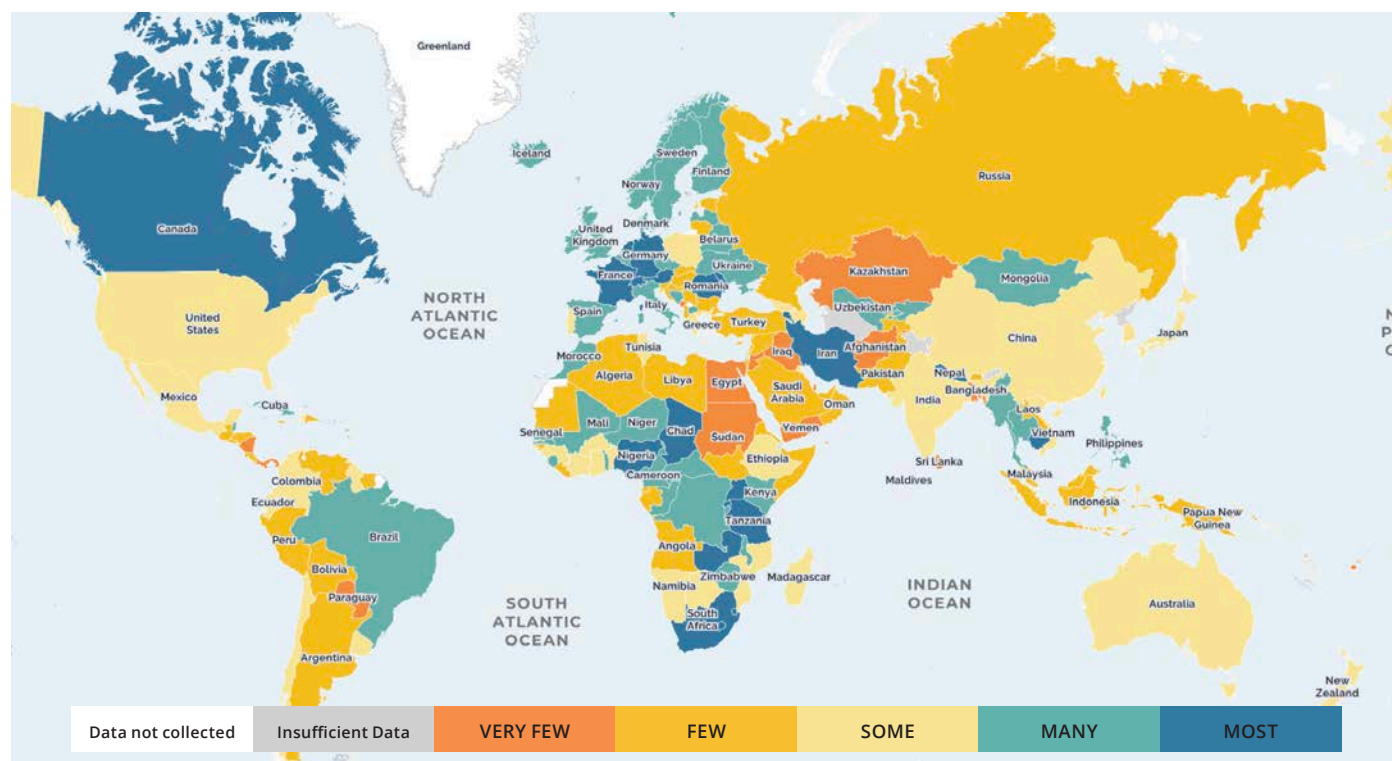 Greenland
Iceland
Sweden
Finland
Norway
Russia
Canada
United
Kingdom
Denmark
Belarus
Germany
Ukraine
Kazakhstan
Mongolia
France
Romania
NORTH
ATLANTIC
OCEAN
Italy
Uzbekistan
United
States
Spain
Greece
Turkey
China
Japan
Tunisia
Morocco
Iraq
Iran
Afghanistan
Algeria
Libya
Egypt
Pakistan
Nepal
Saudi
Arabia
Bangladesh
Mexico
Cuba
Oman
India
Laos
Mali
Niger
Chad
Senegal
Sudan
Yemen
Vietnam
Philippines
Nigeria
Ethiopia
Sri Lanka
Cameroon
Malaysia
Maldives
Colombia
Kenya
Ecuador
Indonesia
Papua New
Guinea
Tanzania
Brazil
Peru
Angola
Bolivia
Zimbabwe
Madagascar
Namibia
INDIAN
OCEAN
Paraguay
SOUTH
ATLANTIC
OCEAN
South
Africa
Australia
Argentina
New
Zealand
Data not collected
Insufficient Data
VERY FEW
FEW
SOME
MANY
MOST